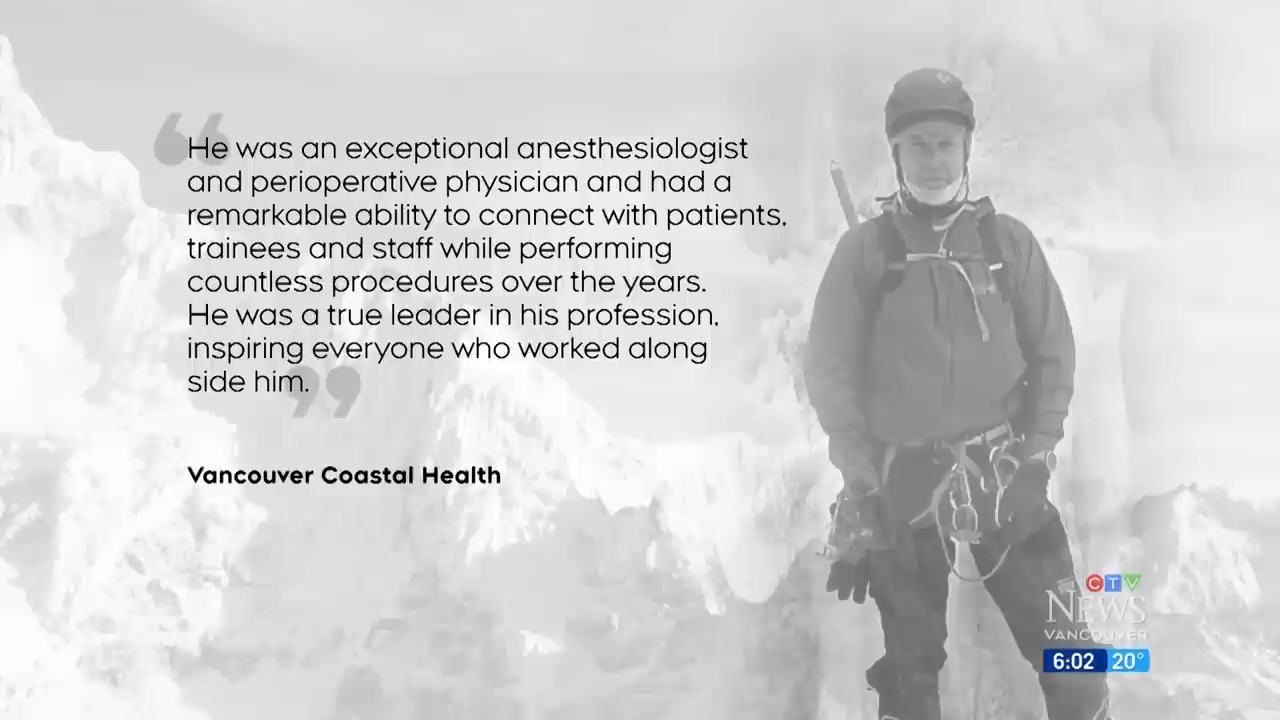 “
He was an exceptional anesthesiologist
and perioperative physician and had a
remarkable ability to connect with patients,
trainees and staff while performing
countless procedures over the years.
He was a true leader in his profession,
inspiring everyone who worked along
side him.
”
Vancouver Coastal Health
CTV
NEWS
VANCOUVER
6:02 20°